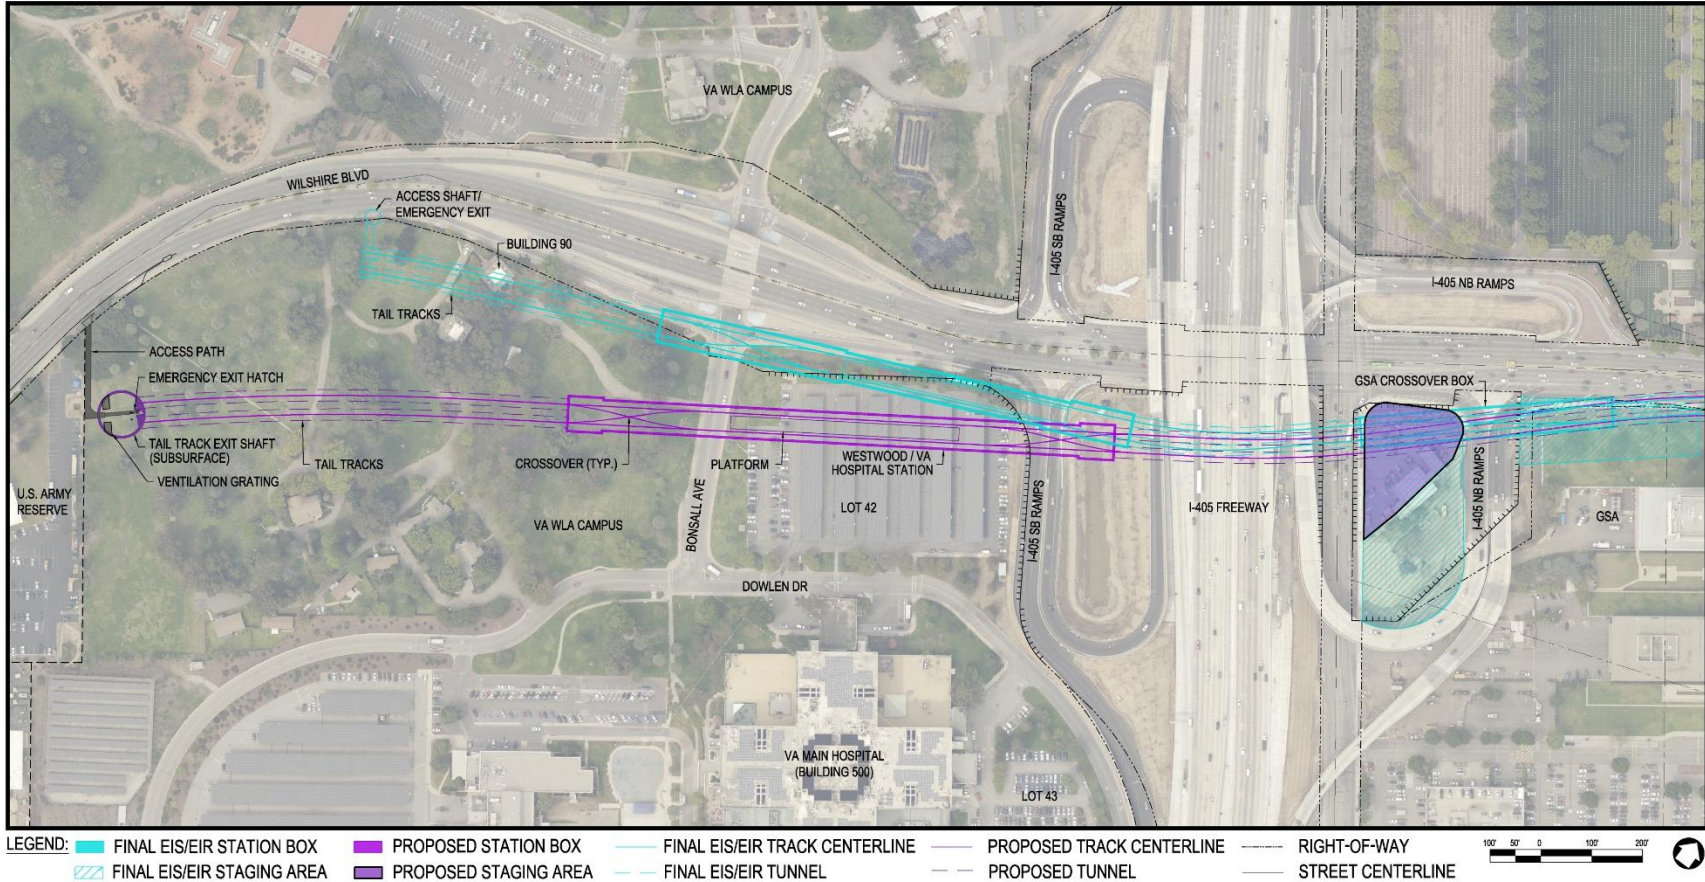 VA WLA CAMPUS
WILSHIRE BLVD
ACCESS SHAFT/
EMERGENCY EXIT
BUILDING 90
I-405 SB RAMPS
I-405 NB RAMPS
TAIL TRACKS
ACCESS PATH
EMERGENCY EXIT HATCH
GSA CROSSOVER BOX
TAIL TRACK EXIT SHAFT
(SUBSURFACE)
TAIL TRACKS
VENTILATION GRATING
CROSSOVER (TYP.)
PLATFORM
WESTWOOD / VA
HOSPITAL STATION
U.S. ARMY
RESERVE
VA WLA CAMPUS
BONSALL AVE
LOT 42
I-405 SB RAMPS
I-405 FREEWAY
I-405 NB RAMPS
GSA
DOWLEN DR
VA MAIN HOSPITAL
(BUILDING 500)
LOT 43
LEGEND:
FINAL EIS/EIR STATION BOX
PROPOSED STATION BOX
FINAL EIS/EIR TRACK CENTERLINE
PROPOSED TRACK CENTERLINE
RIGHT-OF-WAY
FINAL EIS/EIR STAGING AREA
PROPOSED STAGING AREA
FINAL EIS/EIR TUNNEL
PROPOSED TUNNEL
STREET CENTERLINE
100' 50' 0 100' 200'